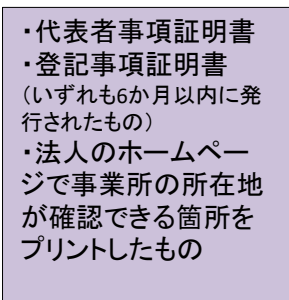 ・代表者事項証明書
・登記事項証明書
（いずれも6か月以内に発
行されたもの）
・法人のホームペー
ジで事業所の所在地
が確認できる箇所を
プリントしたもの